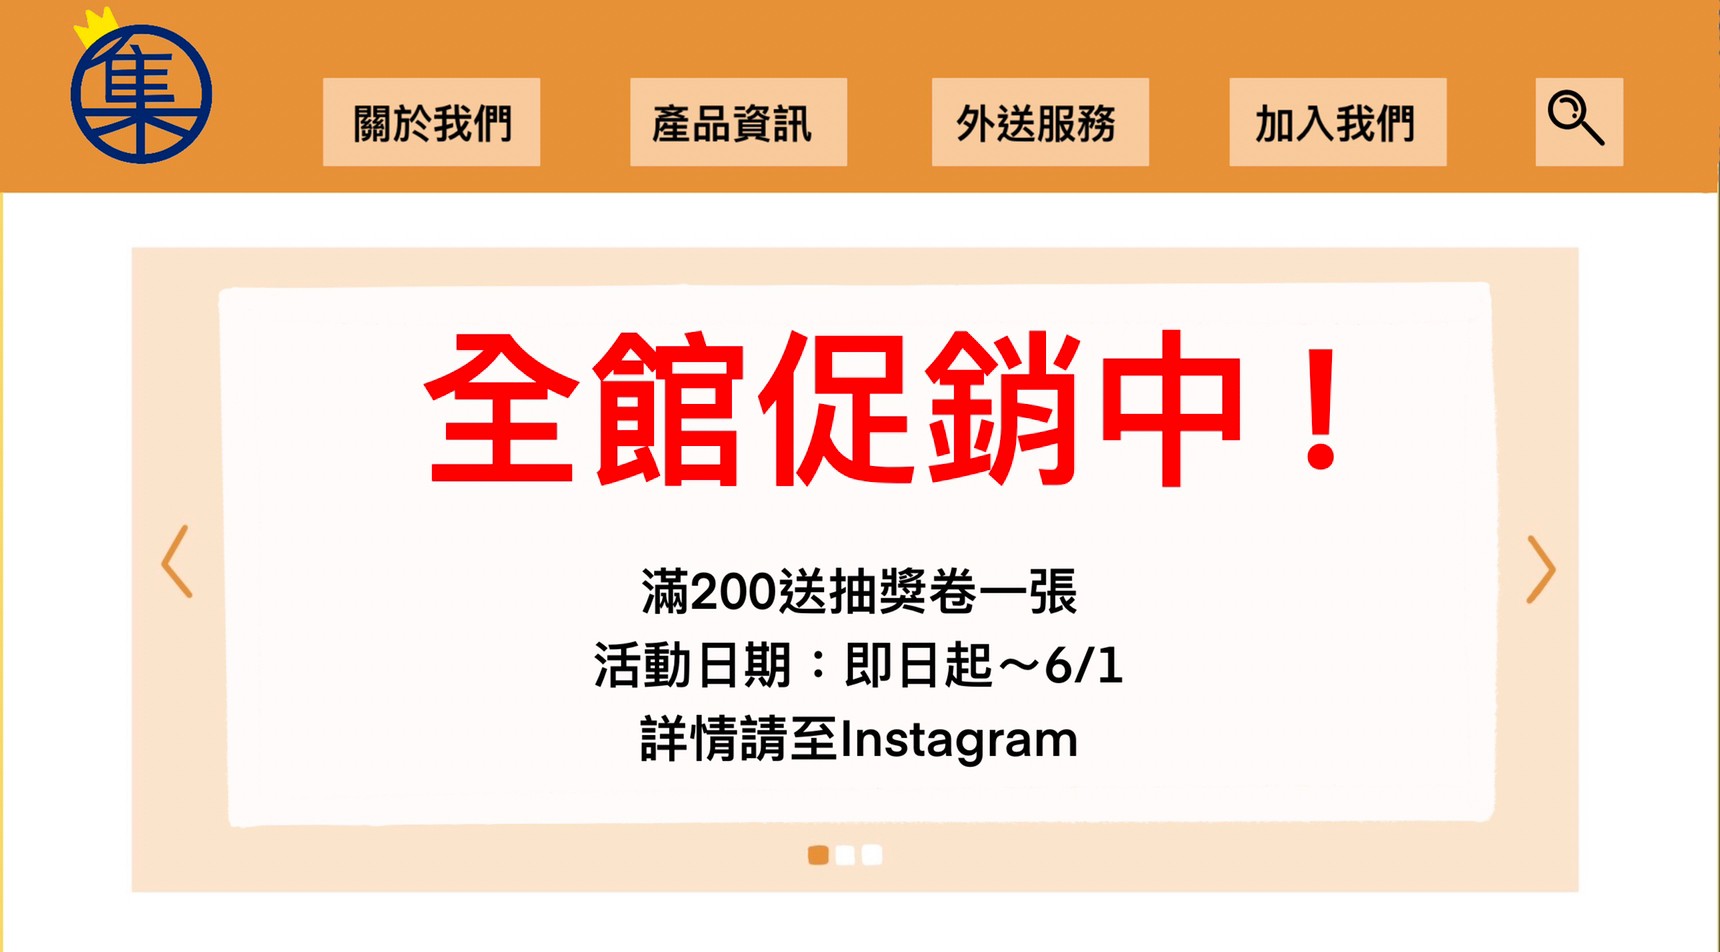 集
關於我們
產品資訊
外送服務
加入我們
全館促銷中！
滿200送抽獎卷一張
活動日期：即日起～6/1
詳情請至Instagram